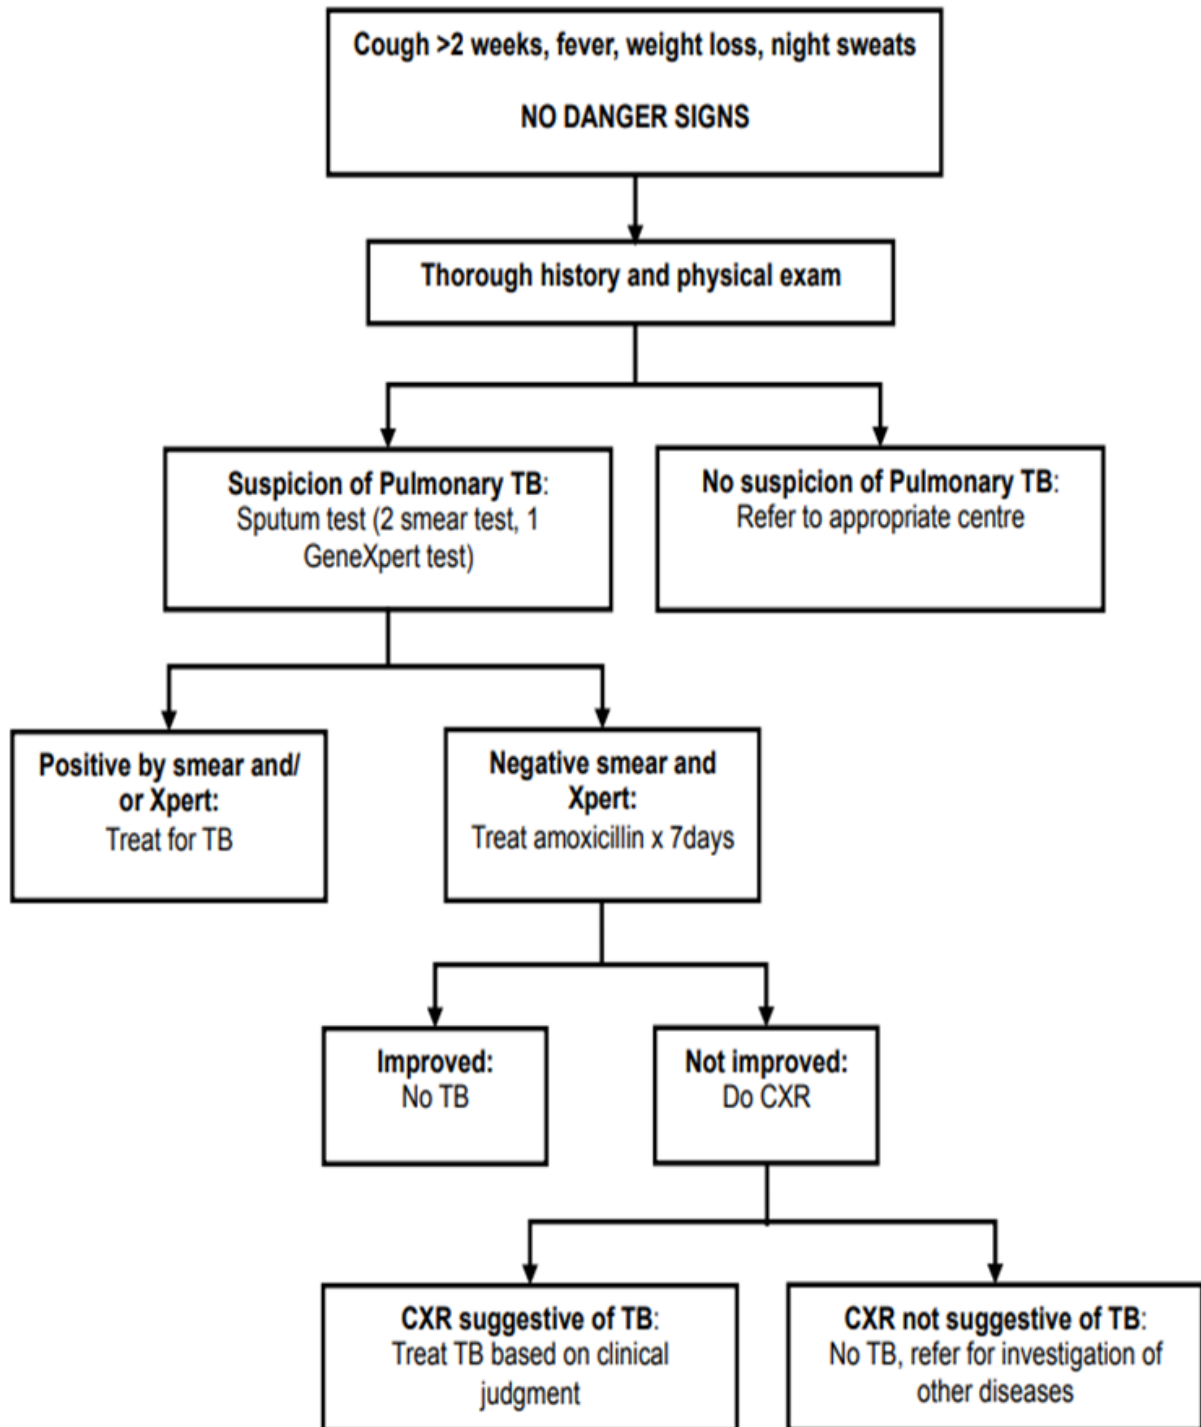 Cough >2 weeks, fever, weight loss, night sweats
NO DANGER SIGNS
Thorough history and physical exam
Suspicion of Pulmonary TB:
Sputum test (2 smear test, 1
GeneXpert test)
No suspicion of Pulmonary TB:
Refer to appropriate centre
Positive by smear and/
or Xpert:
Treat for TB
Negative smear and
Xpert:
Treat amoxicillin x 7days
Improved:
No TB
Not improved:
Do CXR
CXR suggestive of TB:
Treat TB based on clinical
judgment
CXR not suggestive of TB:
No TB, refer for investigation of
other diseases